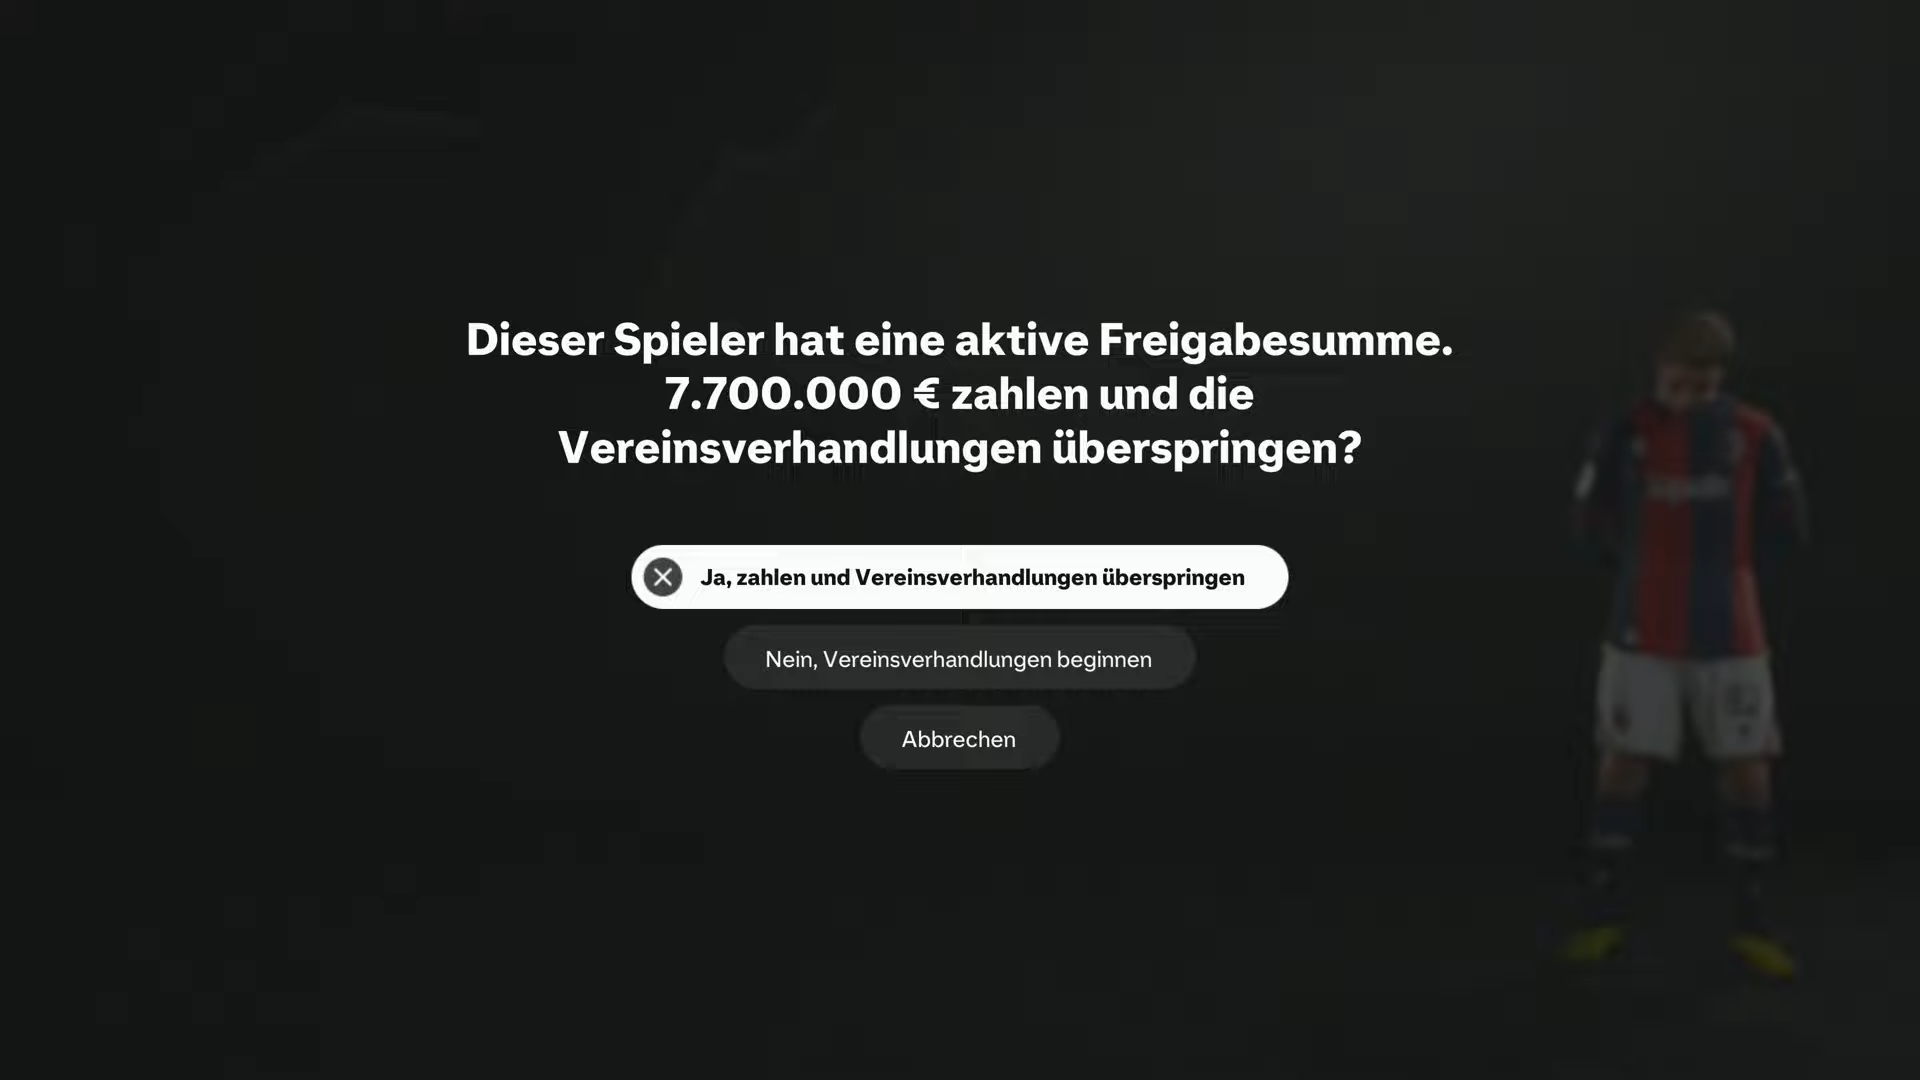 Dieser Spieler hat eine aktive Freigabesumme.
7.700.000 € zahlen und die
Vereinsverhandlungen überspringen?
Ja, zahlen und Vereinsverhandlungen überspringen
Nein, Vereinsverhandlungen beginnen
Abbrechen